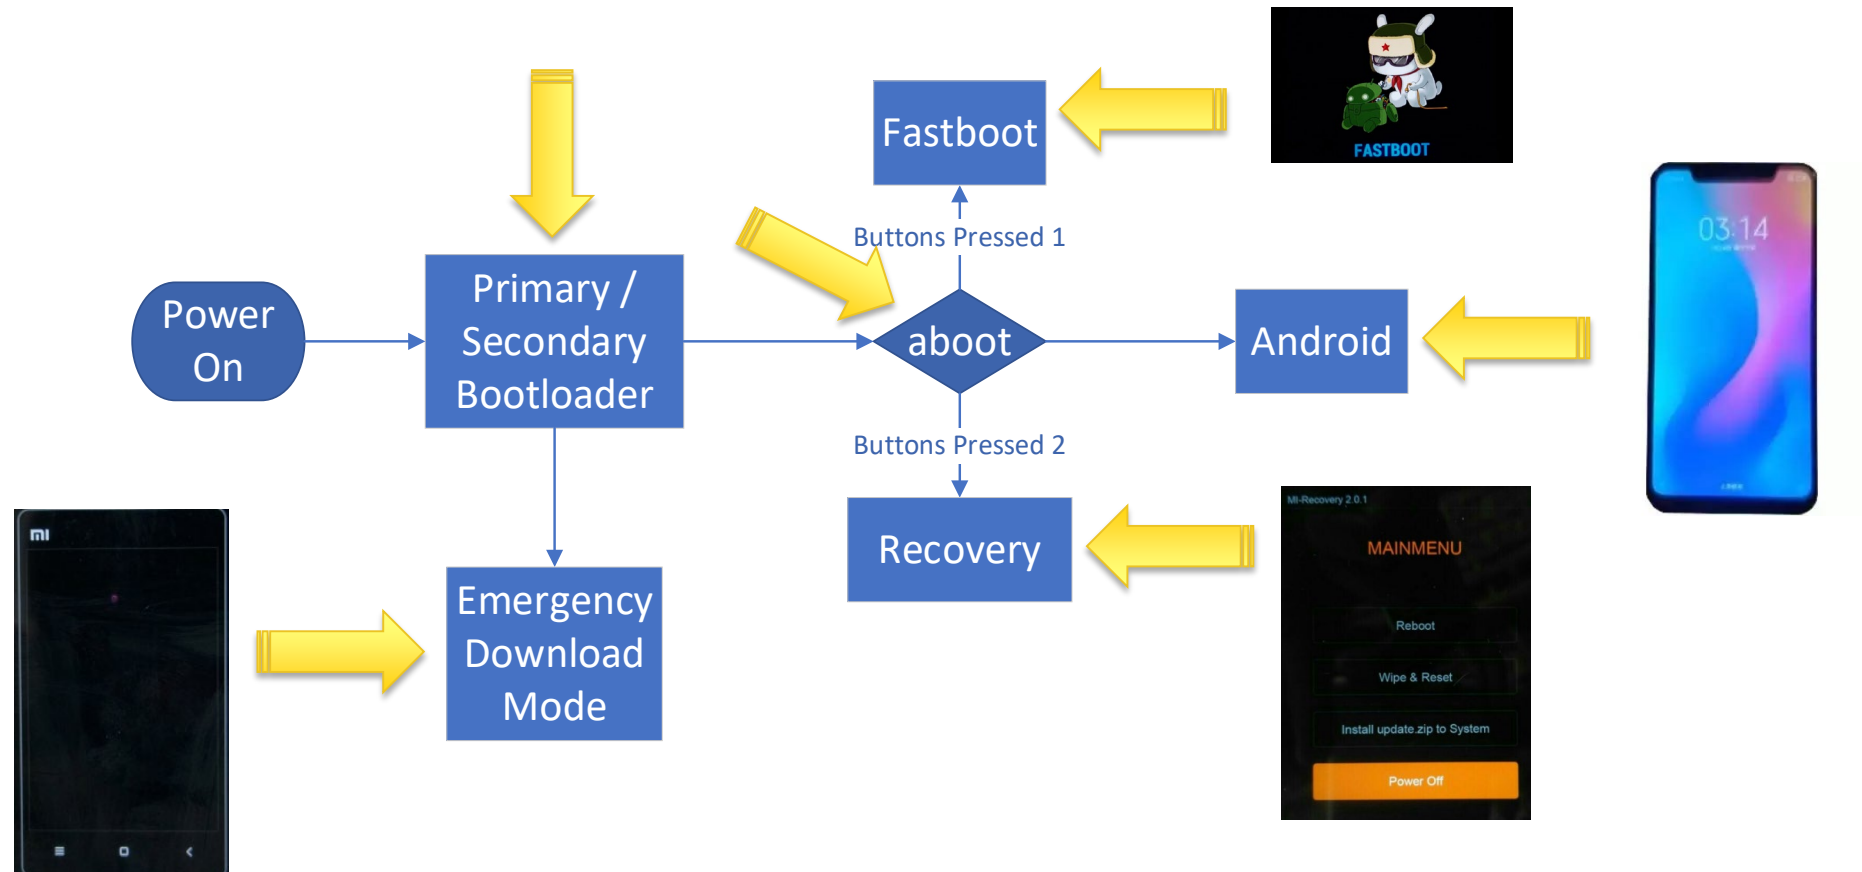 FASTBOOT
Fastboot
Buttons Pressed 1
03:14
Power
On
Primary /
Secondary
Bootloader
aboot
Android
Buttons Pressed 2
MI-Recovery 2.0.1
MAINMENU
Recovery
Reboot
Wipe & Reset
Install update.zip to System
Power Off
mi
Emergency
Download
Mode